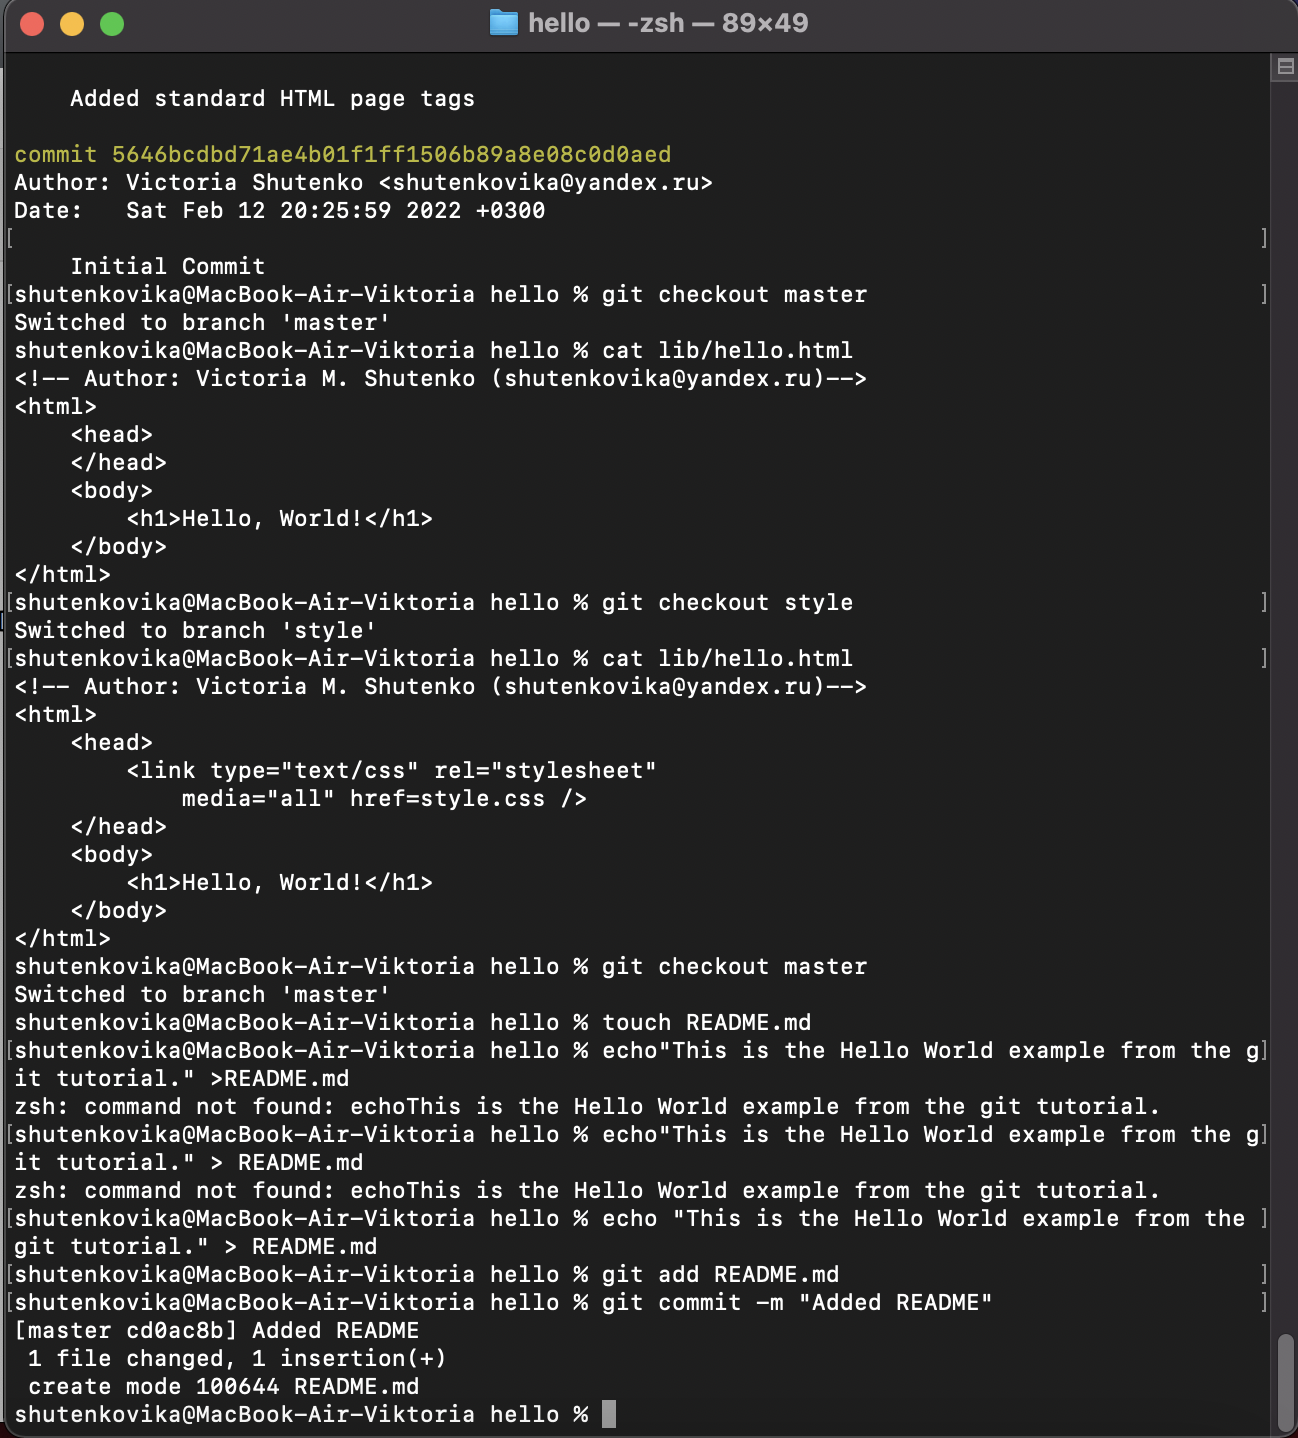 hello — -zsh — 89×49
Added standard HTML page tags
commit 5646bcdbd71ae4b01f1ff1506b89a8e08c0d0aed
Author: Victoria Shutenko <shutenkovika@yandex.ru>
Date:   Sat Feb 12 20:25:59 2022 +0300
[ ]
    Initial Commit
[shutenkovika@MacBook-Air-Viktoria hello % git checkout master ]
Switched to branch 'master'
shutenkovika@MacBook-Air-Viktoria hello % cat lib/hello.html
<!-- Author: Victoria M. Shutenko (shutenkovika@yandex.ru)-->
<html>
    <head>
    </head>
    <body>
        <h1>Hello, World!</h1>
    </body>
</html>
[shutenkovika@MacBook-Air-Viktoria hello % git checkout style ]
Switched to branch 'style'
[shutenkovika@MacBook-Air-Viktoria hello % cat lib/hello.html ]
<!-- Author: Victoria M. Shutenko (shutenkovika@yandex.ru)-->
<html>
    <head>
        <link type="text/css" rel="stylesheet"
            media="all" href=style.css />
    </head>
    <body>
        <h1>Hello, World!</h1>
    </body>
</html>
shutenkovika@MacBook-Air-Viktoria hello % git checkout master
Switched to branch 'master'
shutenkovika@MacBook-Air-Viktoria hello % touch README.md
[shutenkovika@MacBook-Air-Viktoria hello % echo"This is the Hello World example from the g]
it tutorial." >README.md
zsh: command not found: echoThis is the Hello World example from the git tutorial.
[shutenkovika@MacBook-Air-Viktoria hello % echo"This is the Hello World example from the g]
it tutorial." > README.md
zsh: command not found: echoThis is the Hello World example from the git tutorial.
[shutenkovika@MacBook-Air-Viktoria hello % echo "This is the Hello World example from the ]
git tutorial." > README.md
[shutenkovika@MacBook-Air-Viktoria hello % git add README.md ]
[shutenkovika@MacBook-Air-Viktoria hello % git commit -m "Added README" ]
[master cd0ac8b] Added README
 1 file changed, 1 insertion(+)
 create mode 100644 README.md
shutenkovika@MacBook-Air-Viktoria hello %